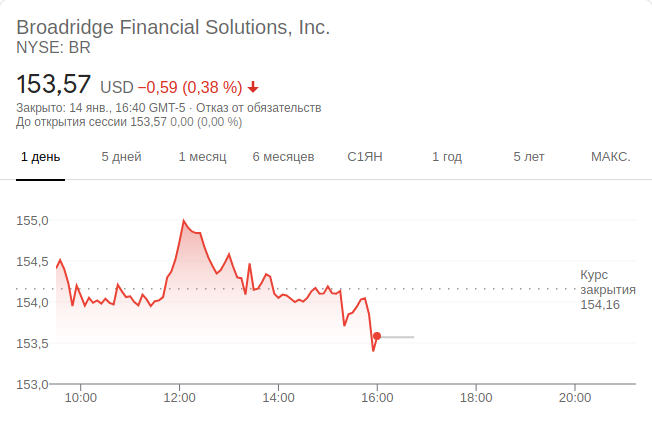 Broadridge Financial Solutions, Inc.
NYSE: BR
153,57 USD −0,59 (0,38 %)
Закрыто: 14 янв., 16:40 GMT-5 · Отказ от обязательств
До открытия сессии 153,57 0,00 (0,00 %)
1 день 5 дней 1 месяц 6 месяцев С1ЯН 1 год 5 лет МАКС.
155,0
154,5
Курс
закрытия
154,16
154,0
153,5
153,0
10:00 12:00 14:00 16:00 18:00 20:00